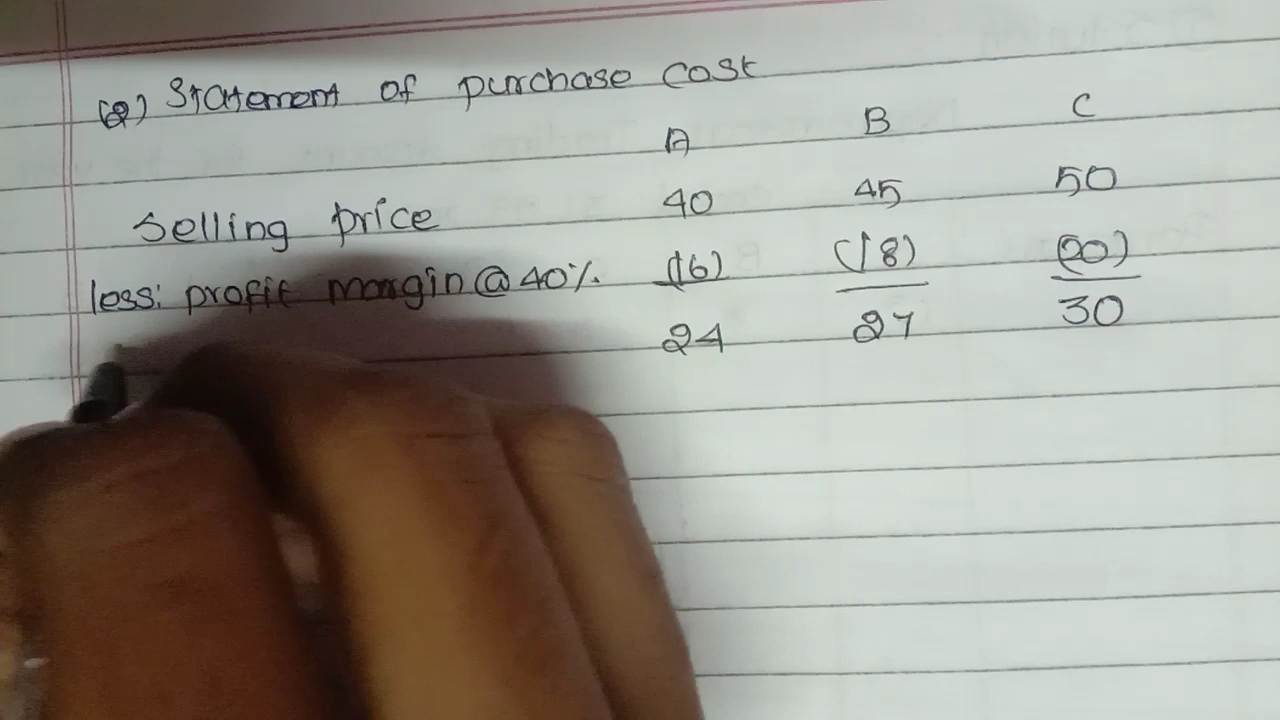 (2) Statement of purchase cost
A B C
Selling price 40 45 50
less: profit margin @ 40% (16) (18) (20)
24 27 30